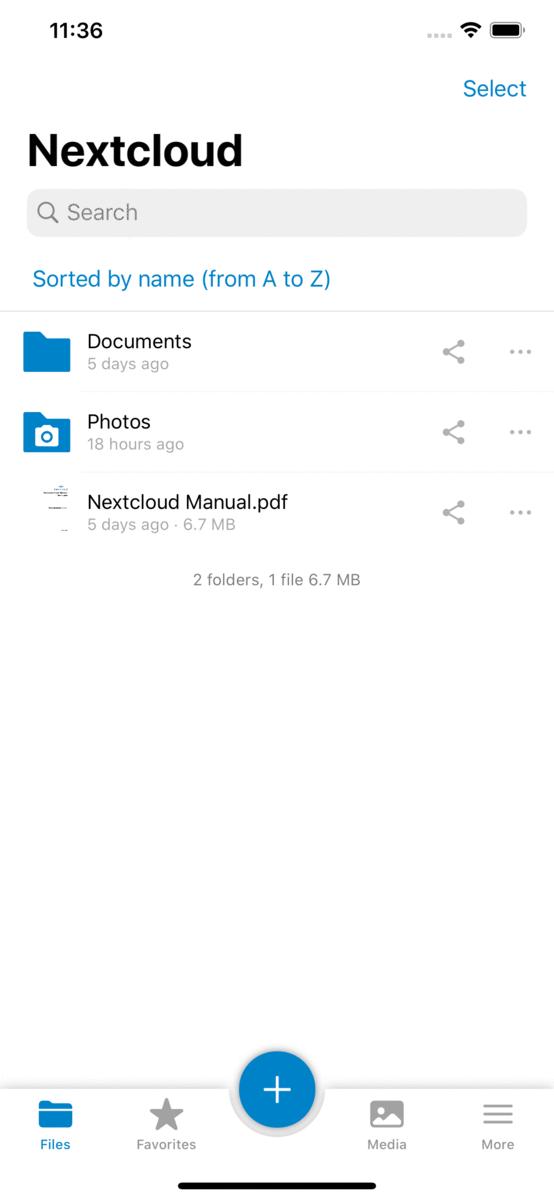 11:36
Select
Nextcloud
Search
Sorted by name (from A to Z)
Documents
5 days ago
Photos
18 hours ago
Nextcloud Manual.pdf
5 days ago · 6.7 MB
2 folders, 1 file 6.7 MB
Files
Favorites
Media
More